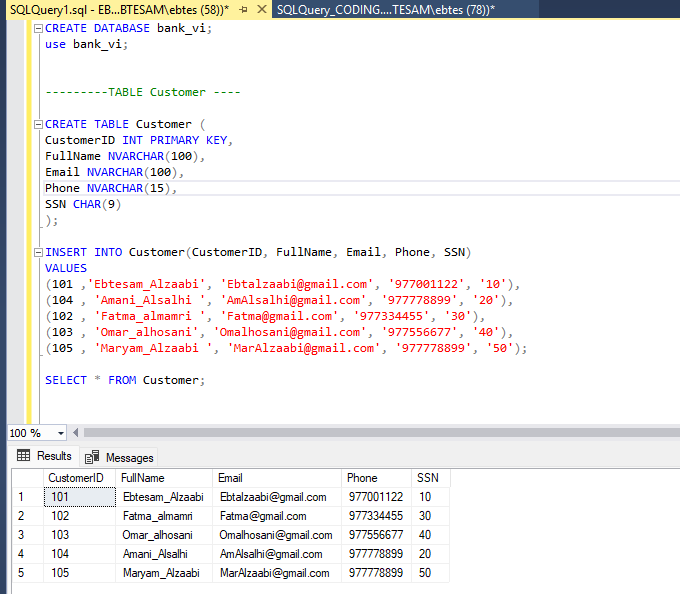 SQLQuery1.sql - EB...BTESAM\ebtes (58))* SQLQuery_CODING....TESAM\ebtes (78))*
CREATE DATABASE bank_vi;
use bank_vi;
---------TABLE Customer ----
CREATE TABLE Customer (
CustomerID INT PRIMARY KEY,
FullName NVARCHAR(100),
Email NVARCHAR(100),
Phone NVARCHAR(15),
SSN CHAR(9)
);
INSERT INTO Customer(CustomerID, FullName, Email, Phone, SSN)
VALUES
(101 ,'Ebtesam_Alzaabi', 'Ebtalzaabi@gmail.com', '977001122', '10'),
(104 , 'Amani_Alsalhi ', 'AmAlsalhi@gmail.com', '977778899', '20'),
(102 , 'Fatma_almamri ', 'Fatma@gmail.com', '977334455', '30'),
(103 , 'Omar_alhosani', 'Omalhosani@gmail.com', '977556677', '40'),
(105 , 'Maryam_Alzaabi ', 'MarAlzaabi@gmail.com', '977778899', '50');
SELECT * FROM Customer;
100 %
Results Messages
CustomerID FullName Email Phone SSN
1 101 Ebtesam_Alzaabi Ebtalzaabi@gmail.com 977001122 10
2 102 Fatma_almamri Fatma@gmail.com 977334455 30
3 103 Omar_alhosani Omalhosani@gmail.com 977556677 40
4 104 Amani_Alsalhi AmAlsalhi@gmail.com 977778899 20
5 105 Maryam_Alzaabi MarAlzaabi@gmail.com 977778899 50